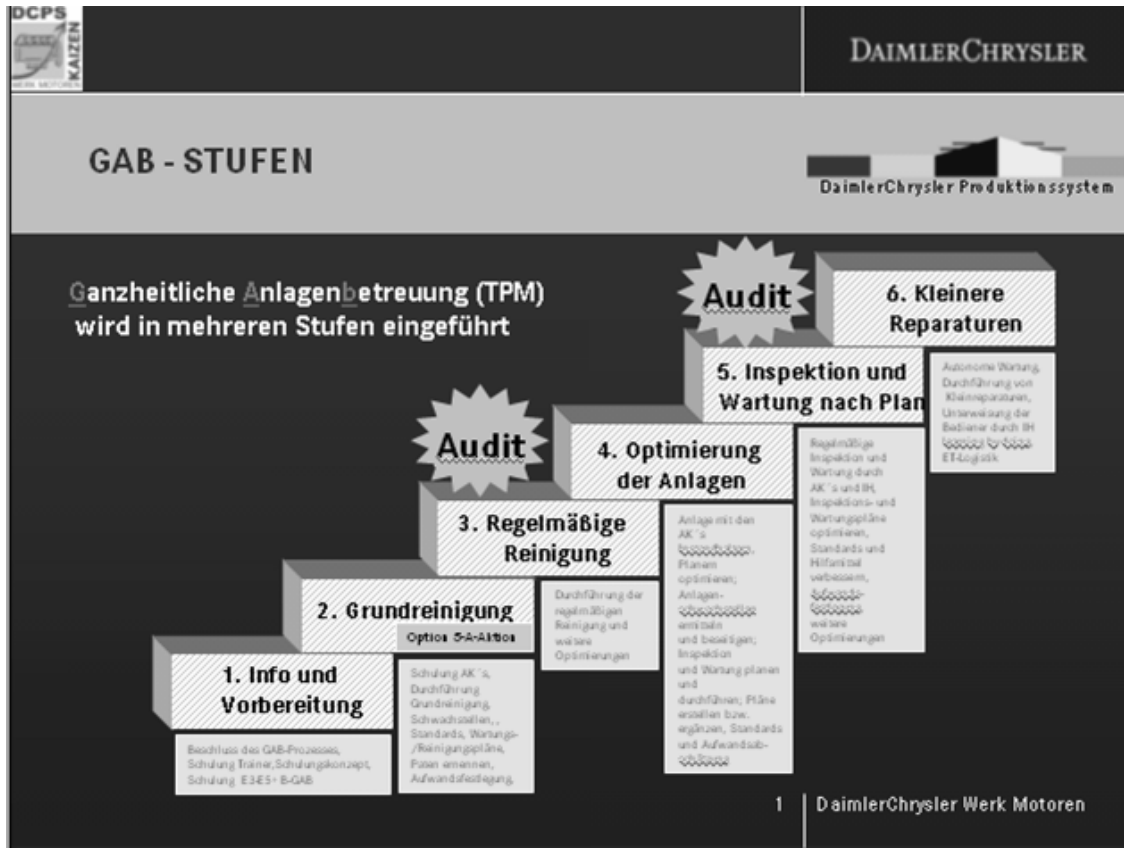 DCPS
KAIZEN
WERK MOTOREN
DAIMLERCHRYSLER
GAB - STUFEN
DaimlerChrysler Produktionssystem
Ganzheitliche Anlagenbetreuung (TPM)
wird in mehreren Stufen eingeführt
1. Info und
Vorbereitung
Beschluss des GAB-Prozesses,
Schulung Trainer,Schulungskonzept,
Schulung E3-E5 + B-GAB
2. Grundreinigung
Option 5-A-Aktion
Schulung AK´s,
Durchführung
Grundreinigung,
Schwachstellen, ,
Standards, Wartungs-
/Reinigungspläne,
Paten ernennen,
Aufwandsfestlegung,
Audit
3. Regelmäßige
Reinigung
Durchführung der
regelmäßigen
Reinigung und
weitere
Optimierungen
4. Optimierung
der Anlagen
Anlage mit den
AK´s
Planern
optimieren;
Anlagen-
ermitteln
und beseitigen;
Inspektion
und Wartung planen
und
durchführen; Pläne
erstellen bzw.
ergänzen, Standards
und Aufwandsab-
schätzung
Audit
5. Inspektion und
Wartung nach Plan
Regelmäßige
Inspektion und
Wartung durch
AK´s und IH,
Inspektions- und
Wartungspläne
optimieren,
Standards und
Hilfsmittel
verbessern,
weitere
Optimierungen
6. Kleinere
Reparaturen
Autonome Wartung,
Durchführung von
Kleinreparaturen,
Unterweisung der
Bediener durch IH
ET-Logistik
1
DaimlerChrysler Werk Motoren